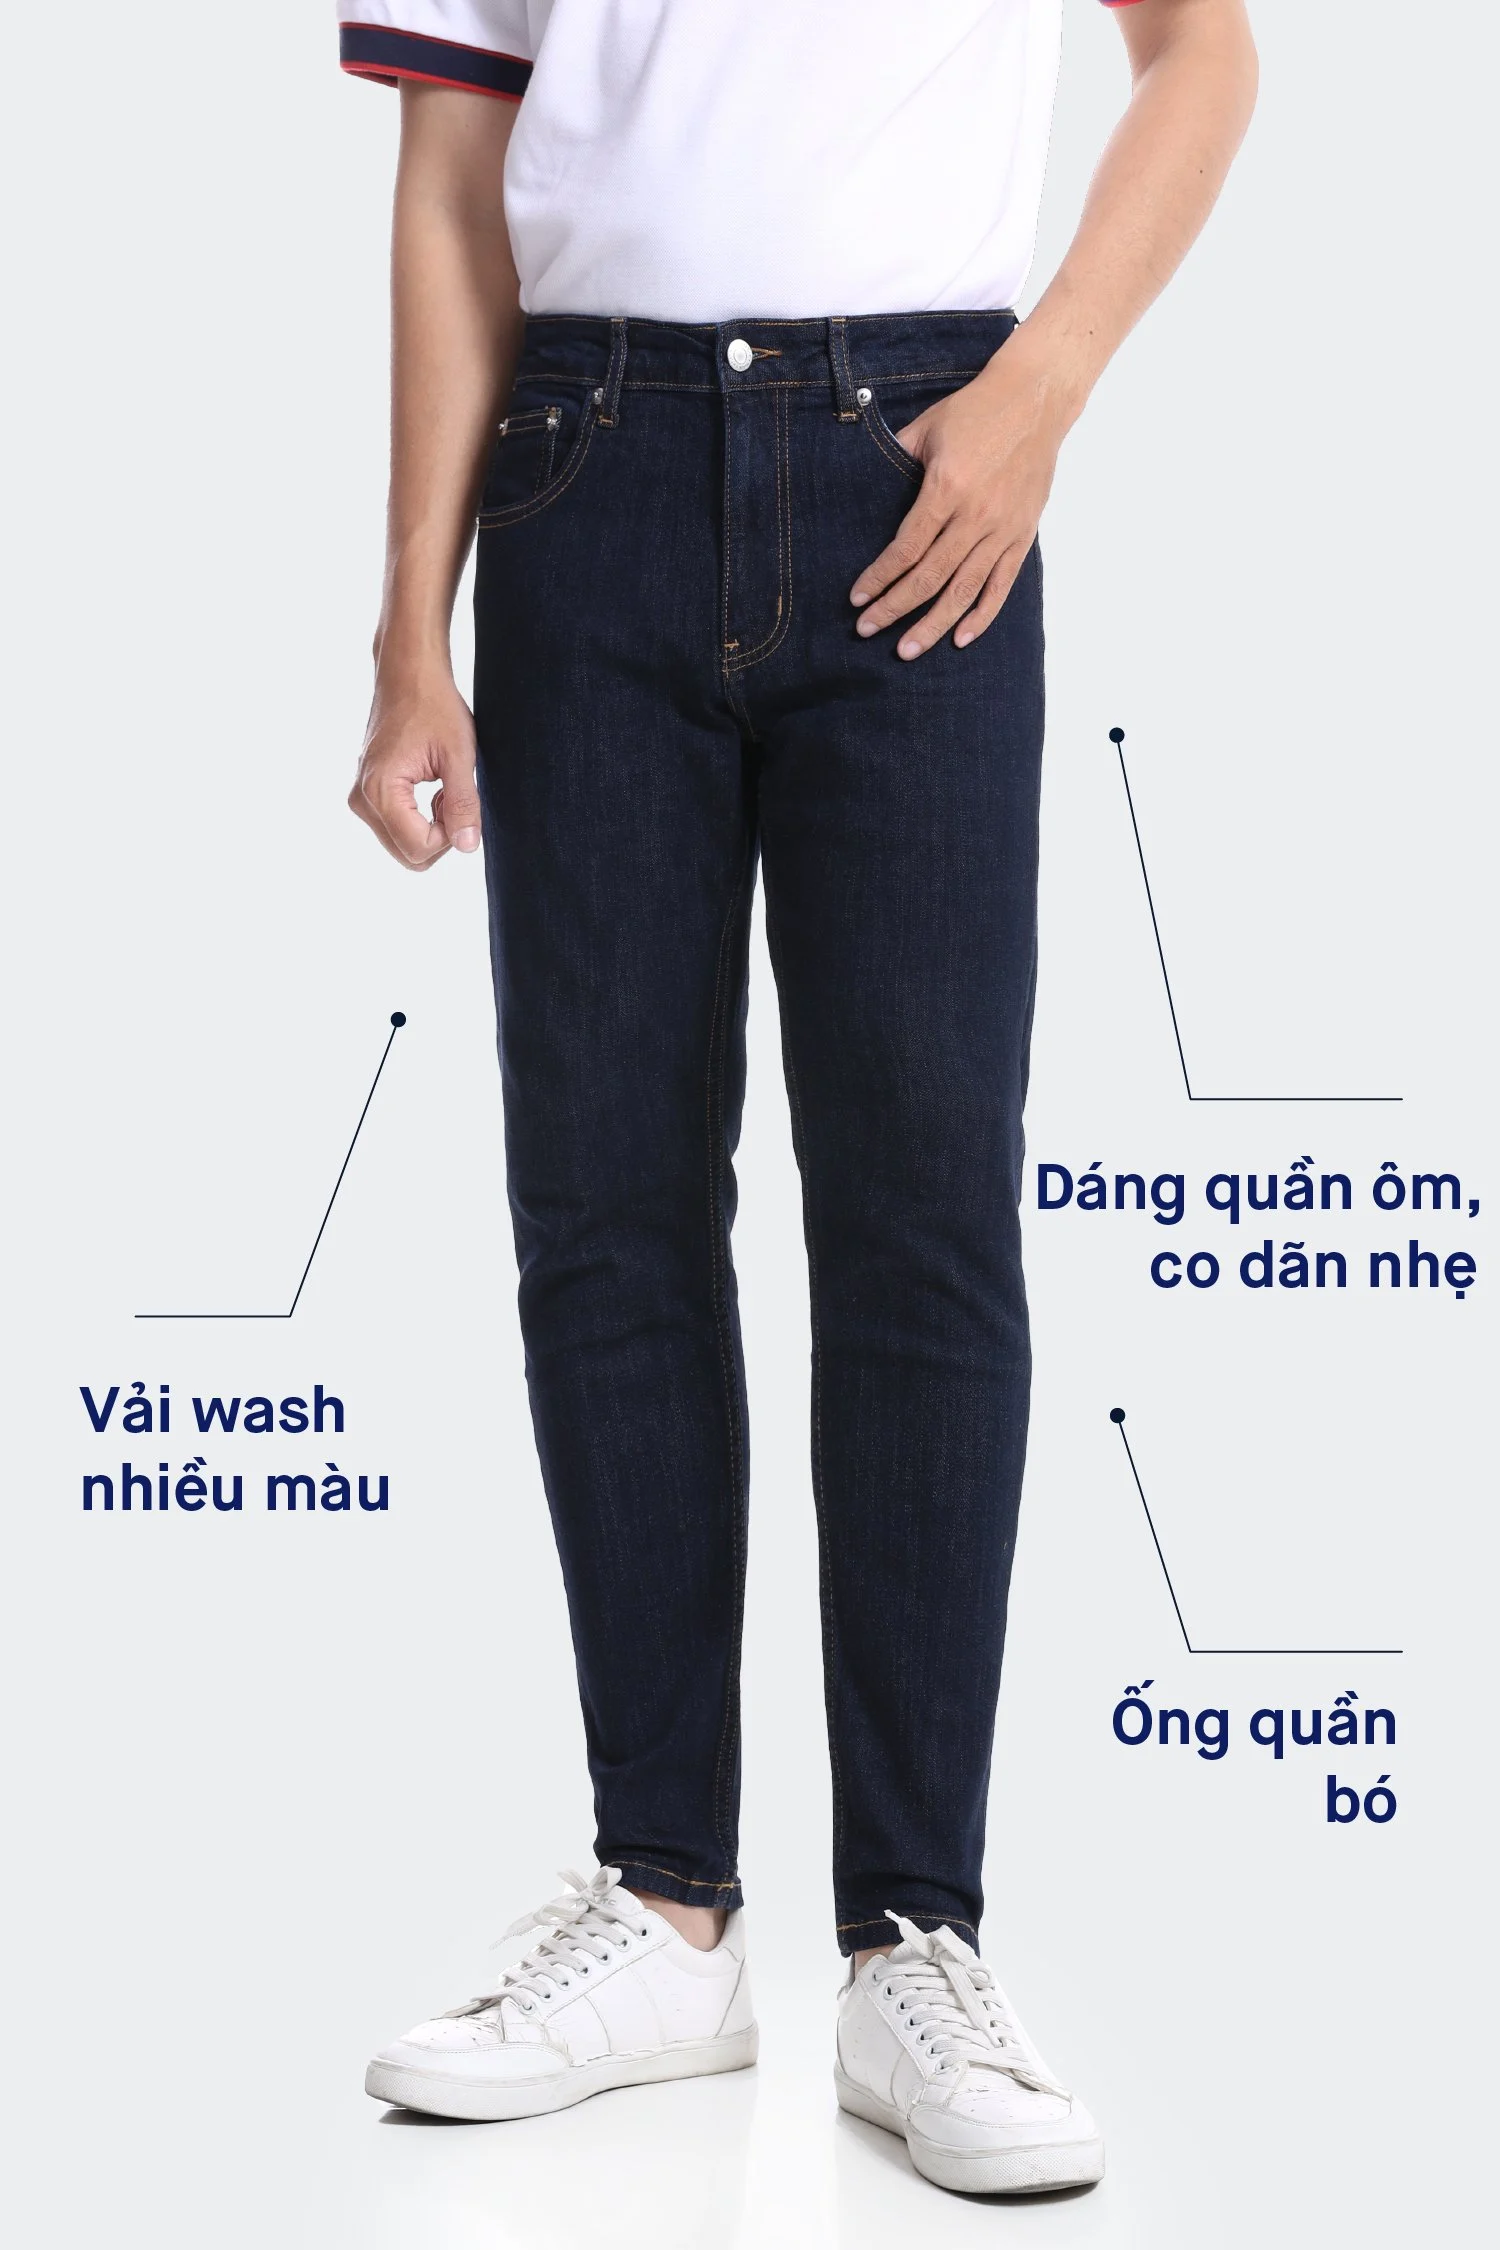 Dáng quần ôm,
co dãn nhẹ
Vải wash
nhiều màu
Ống quần
bó